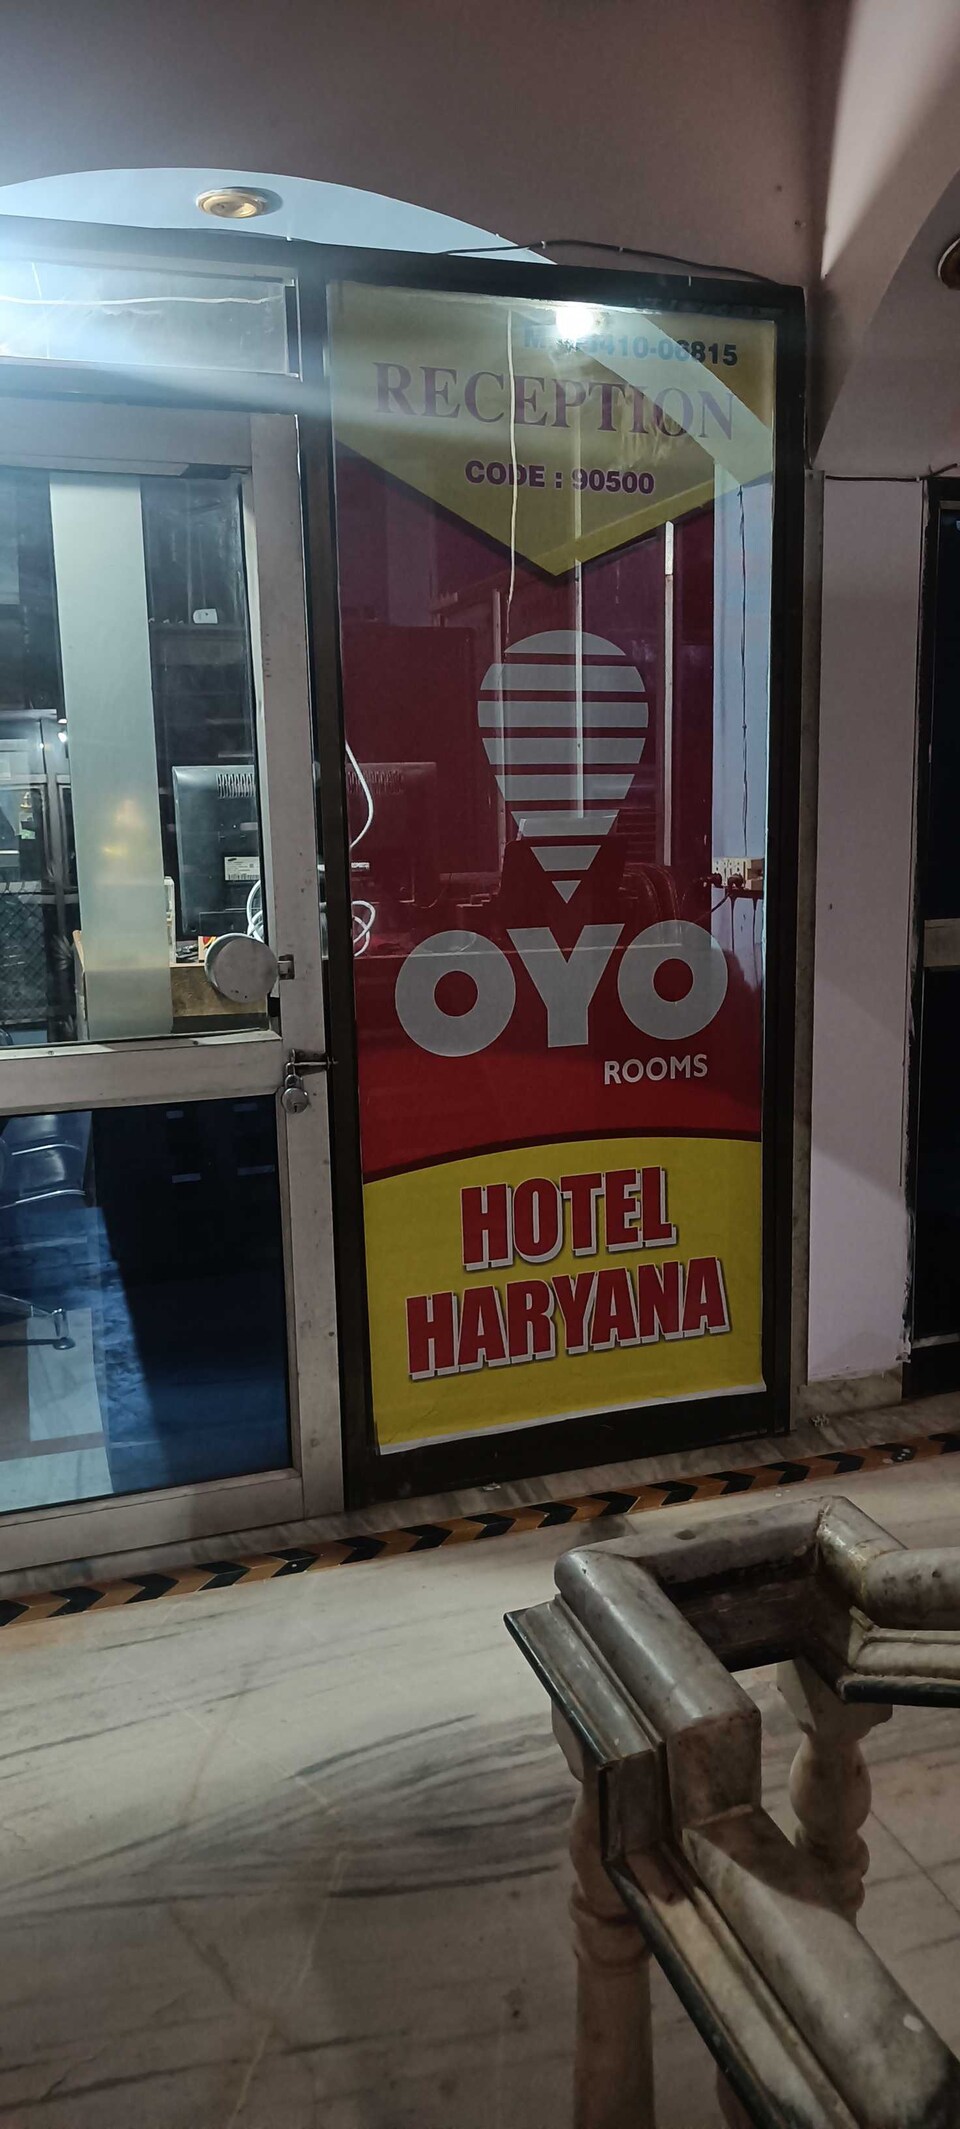 RECEPTION
CODE : 90500
OYO
ROOMS
HOTEL
HARYANA